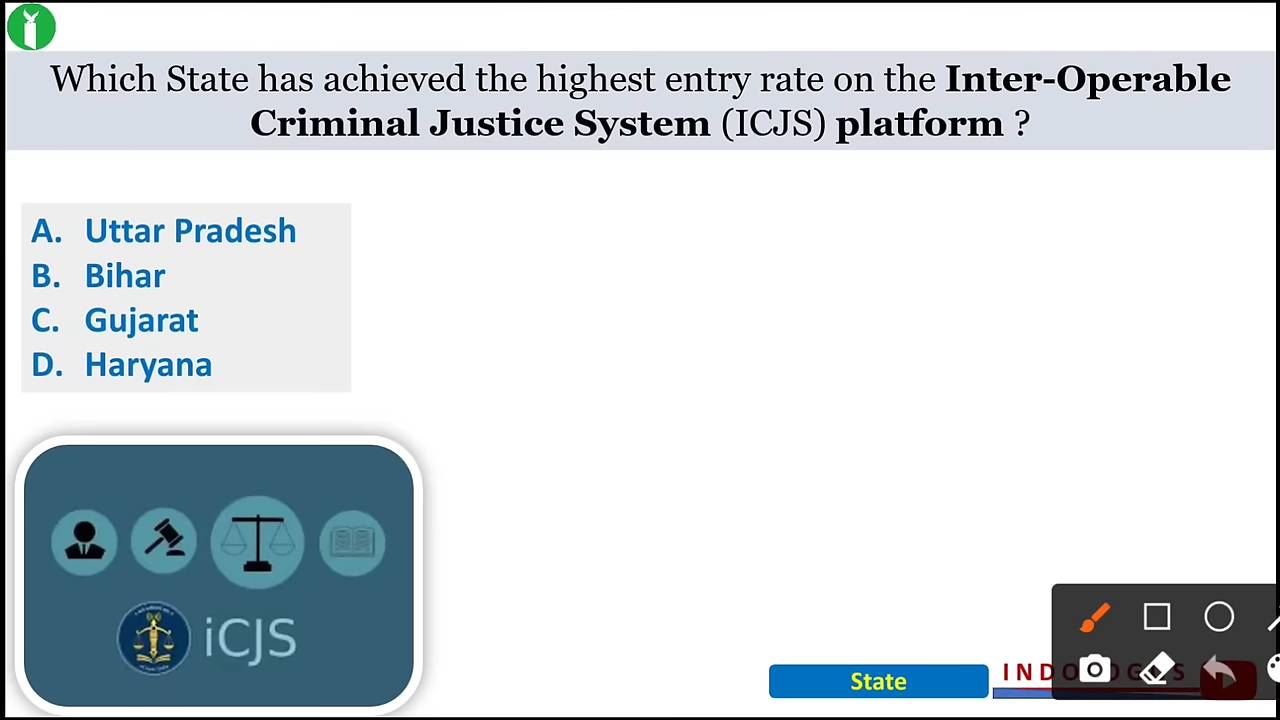 Which State has achieved the highest entry rate on the Inter-Operable
Criminal Justice System (ICJS) platform ?
A. Uttar Pradesh
B. Bihar
C. Gujarat
D. Haryana
iCJS
State